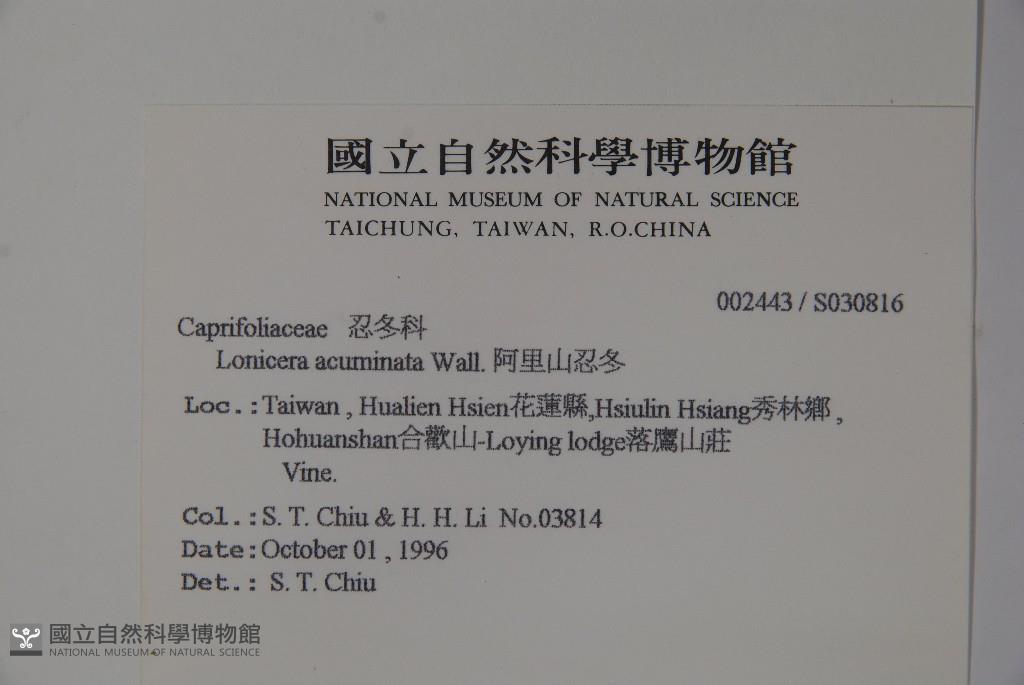 國立自然科學博物館
NATIONAL MUSEUM OF NATURAL SCIENCE
TAICHUNG, TAIWAN, R.O.CHINA
002443 / S030816
Caprifoliaceae 忍冬科
Lonicera acuminata Wall. 阿里山忍冬
Loc.:Taiwan , Hualien Hsien花蓮縣,Hsiulin Hsiang秀林鄉 ,
Hohuanshan合歡山-Loying lodge落鷹山莊
Vine.
Col.:S. T. Chiu & H. H. Li No.03814
Date:October 01 , 1996
Det.: S. T. Chiu
國立自然科學博物館
NATIONAL MUSEUM OF NATURAL SCIENCE